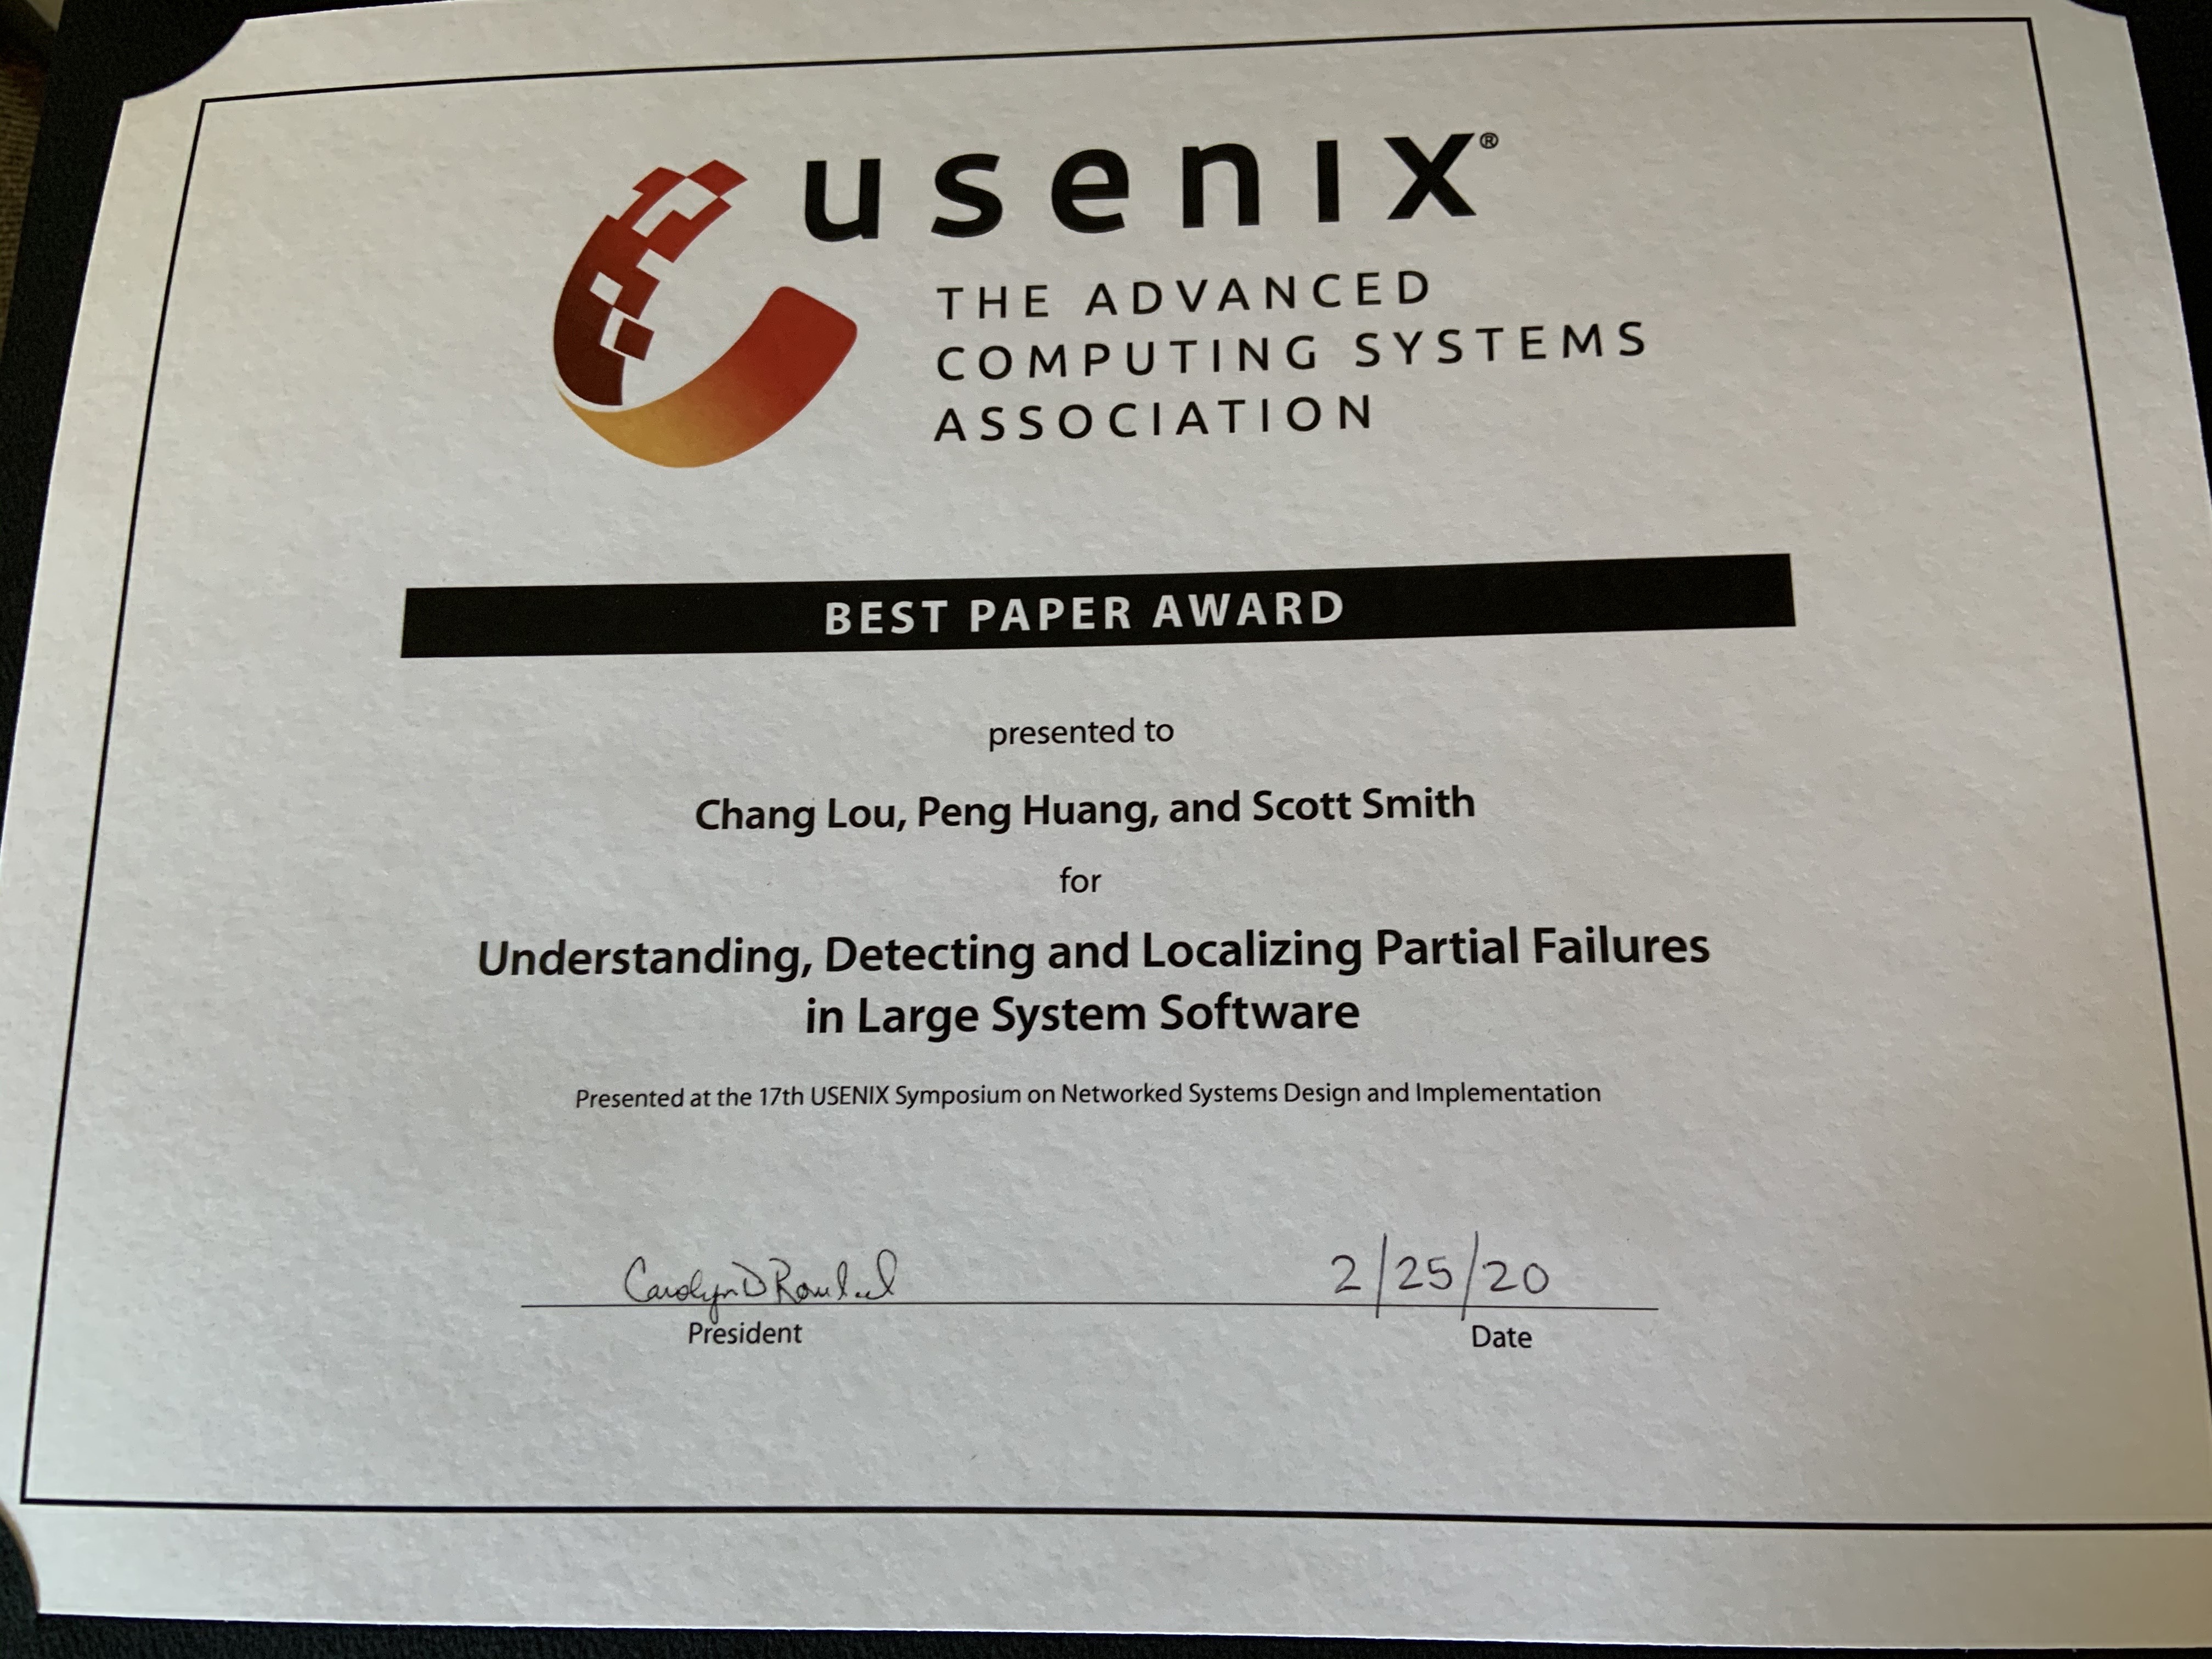 usenix®
THE ADVANCED
COMPUTING SYSTEMS
ASSOCIATION
BEST PAPER AWARD
presented to
Chang Lou, Peng Huang, and Scott Smith
for
Understanding, Detecting and Localizing Partial Failures
in Large System Software
Presented at the 17th USENIX Symposium on Networked Systems Design and Implementation
Carolyn D 2/25/20
President Date